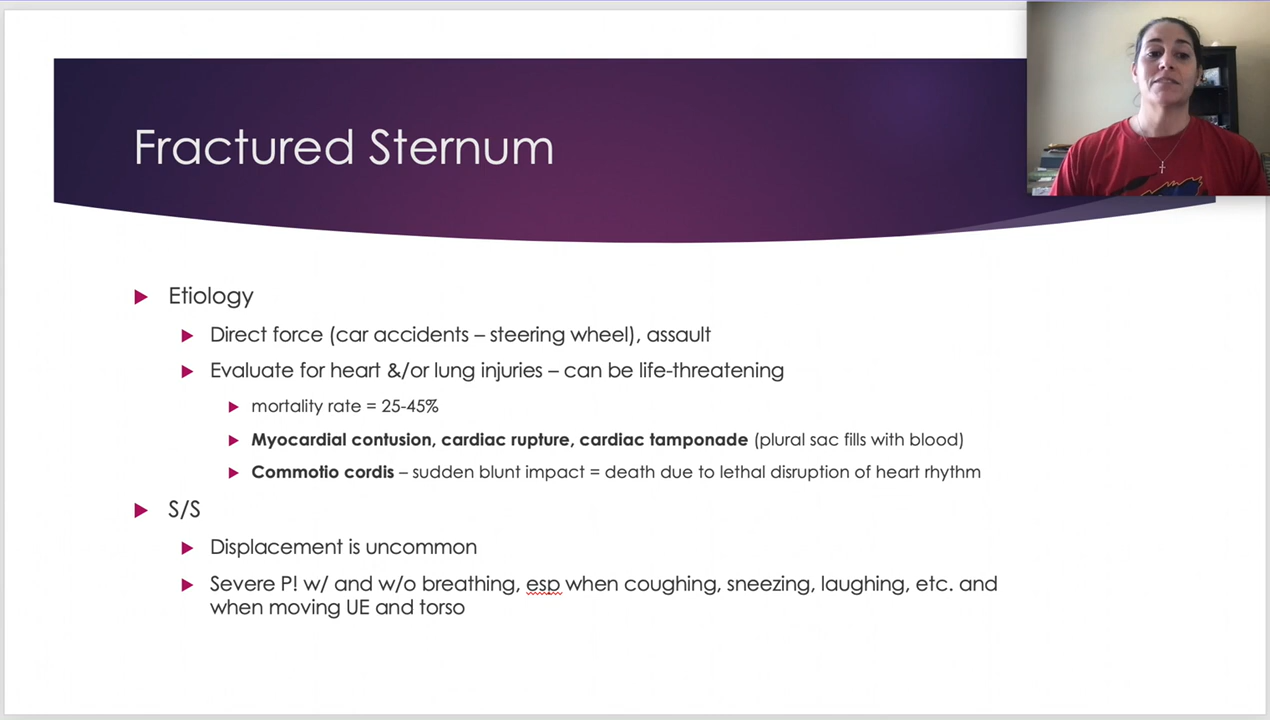 Fractured Sternum
Etiology
Direct force (car accidents – steering wheel), assault
Evaluate for heart &/or lung injuries – can be life-threatening
mortality rate = 25-45%
Myocardial contusion, cardiac rupture, cardiac tamponade (plural sac fills with blood)
Commotio cordis – sudden blunt impact = death due to lethal disruption of heart rhythm
S/S
Displacement is uncommon
Severe P! w/ and w/o breathing, esp when coughing, sneezing, laughing, etc. and
when moving UE and torso